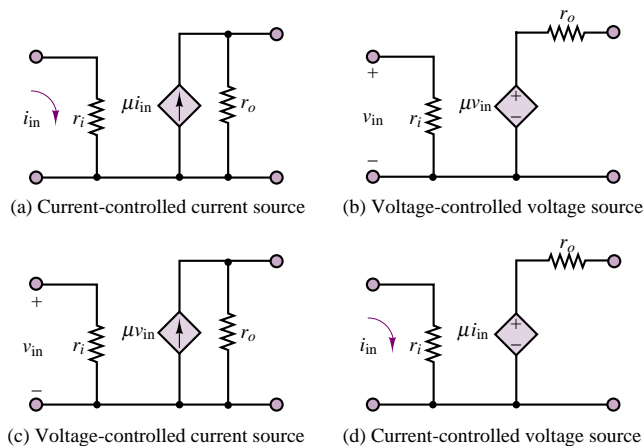 i_in r_i μi_in r_o
(a) Current-controlled current source
r_o
+
v_in r_i μv_in + −
−
(b) Voltage-controlled voltage source
+
v_in r_i μv_in r_o
−
(c) Voltage-controlled current source
r_o
i_in r_i μi_in + −
(d) Current-controlled voltage source